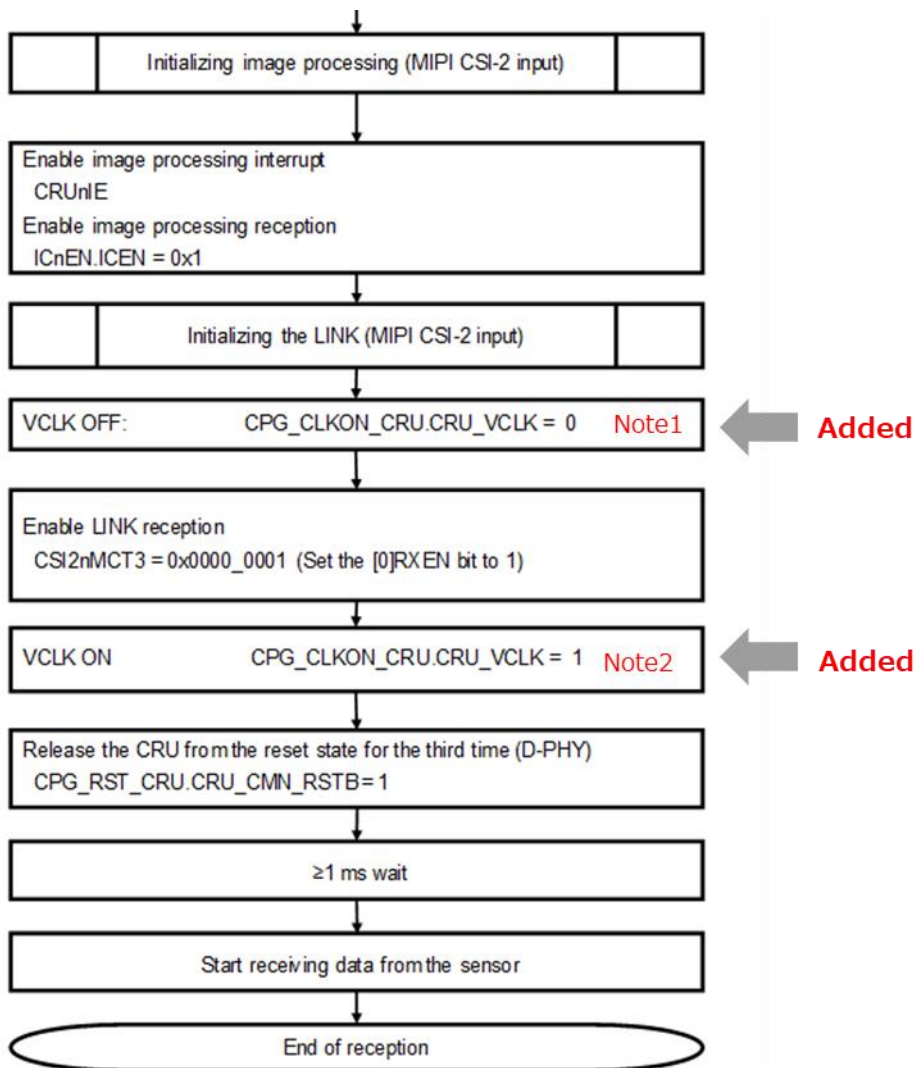 Initializing image processing (MIPI CSI-2 input)
Enable image processing interrupt
CRUnIE
Enable image processing reception
ICnEN.ICEN = 0x1
Initializing the LINK (MIPI CSI-2 input)
VCLK OFF: CPG_CLKON_CRU.CRU_VCLK = 0 Note1 Added
Enable LINK reception
CSI2nMCT3 = 0x0000_0001 (Set the [0]RXEN bit to 1)
VCLK ON CPG_CLKON_CRU.CRU_VCLK = 1 Note2 Added
Release the CRU from the reset state for the third time (D-PHY)
CPG_RST_CRU.CRU_CMN_RSTB=1
≥1 ms wait
Start receiving data from the sensor
End of reception